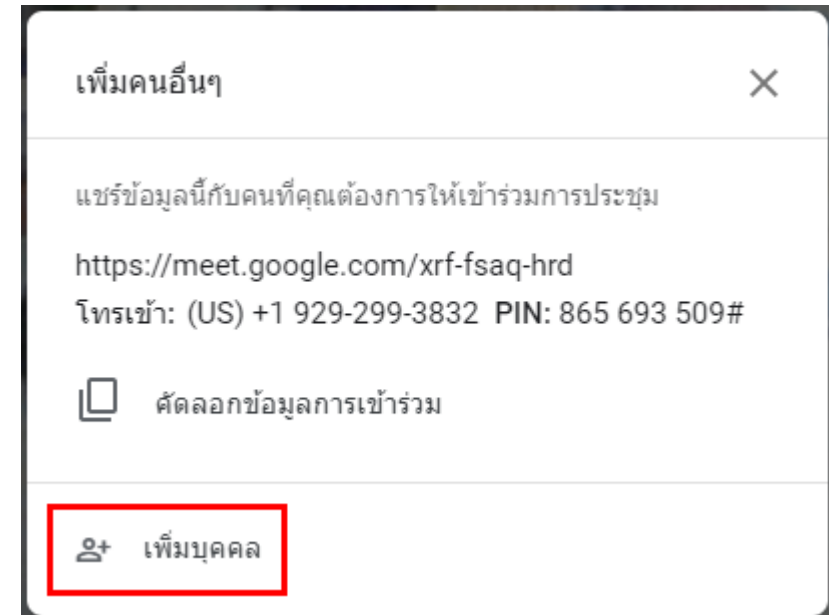 เพิ่มคนอื่นๆ
แชร์ข้อมูลนี้กับคนที่คุณต้องการให้เข้าร่วมการประชุม
https://meet.google.com/xrf-fsaq-hrd
โทรเข้า: (US) +1 929-299-3832 PIN: 865 693 509#
คัดลอกข้อมูลการเข้าร่วม
เพิ่มบุคคล